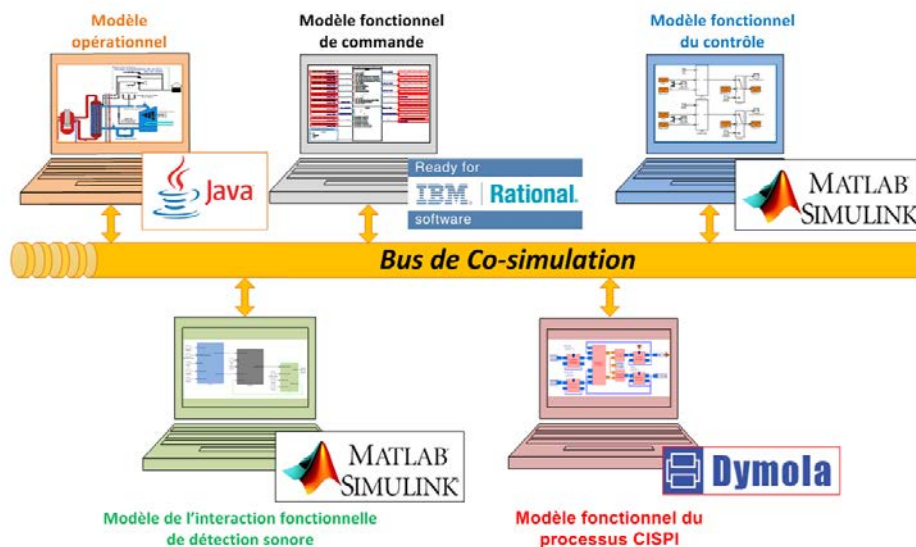 Modèle
opérationnel
Modèle fonctionnel
de commande
Modèle fonctionnel
du contrôle
Java
Ready for
IBM. Rational.
software
MATLAB
SIMULINK
Bus de Co-simulation
MATLAB
SIMULINK
Dymola
Modèle de l'interaction fonctionnelle
de détection sonore
Modèle fonctionnel du
processus CISPI